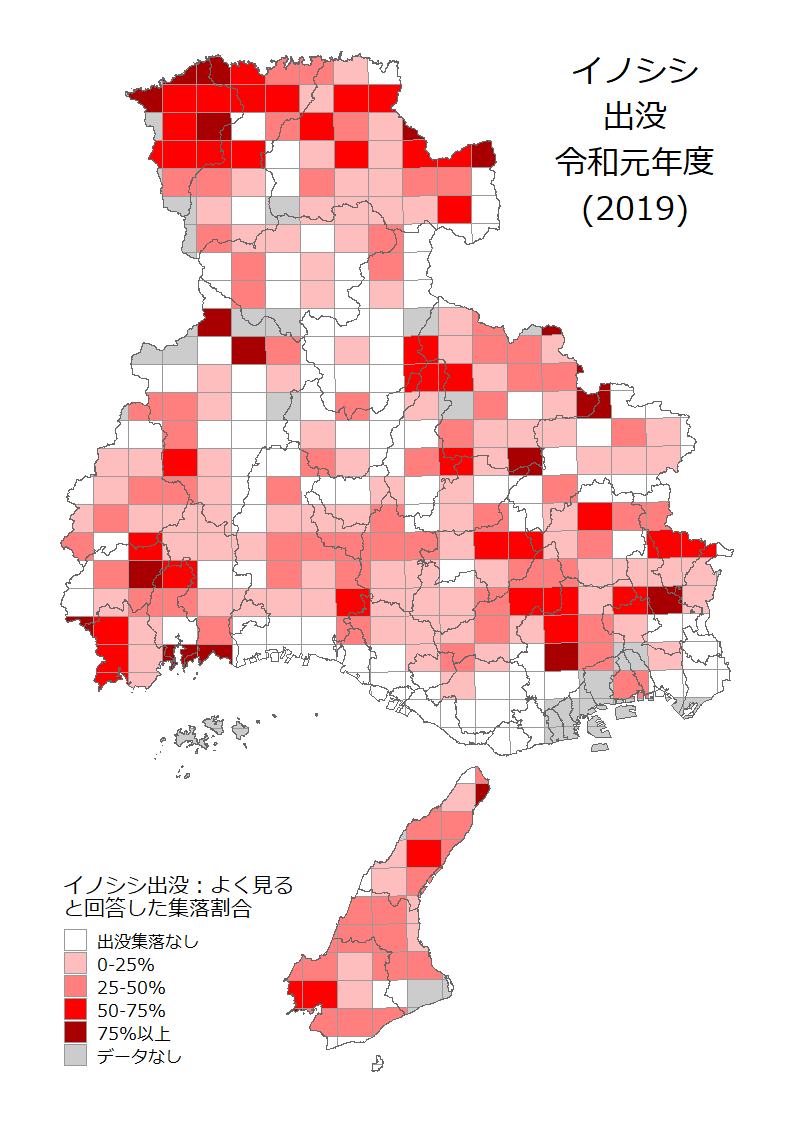 イノシシ
出没
令和元年度
(2019)
イノシシ出没：よく見る
と回答した集落割合
出没集落なし
0-25%
25-50%
50-75%
75%以上
データなし